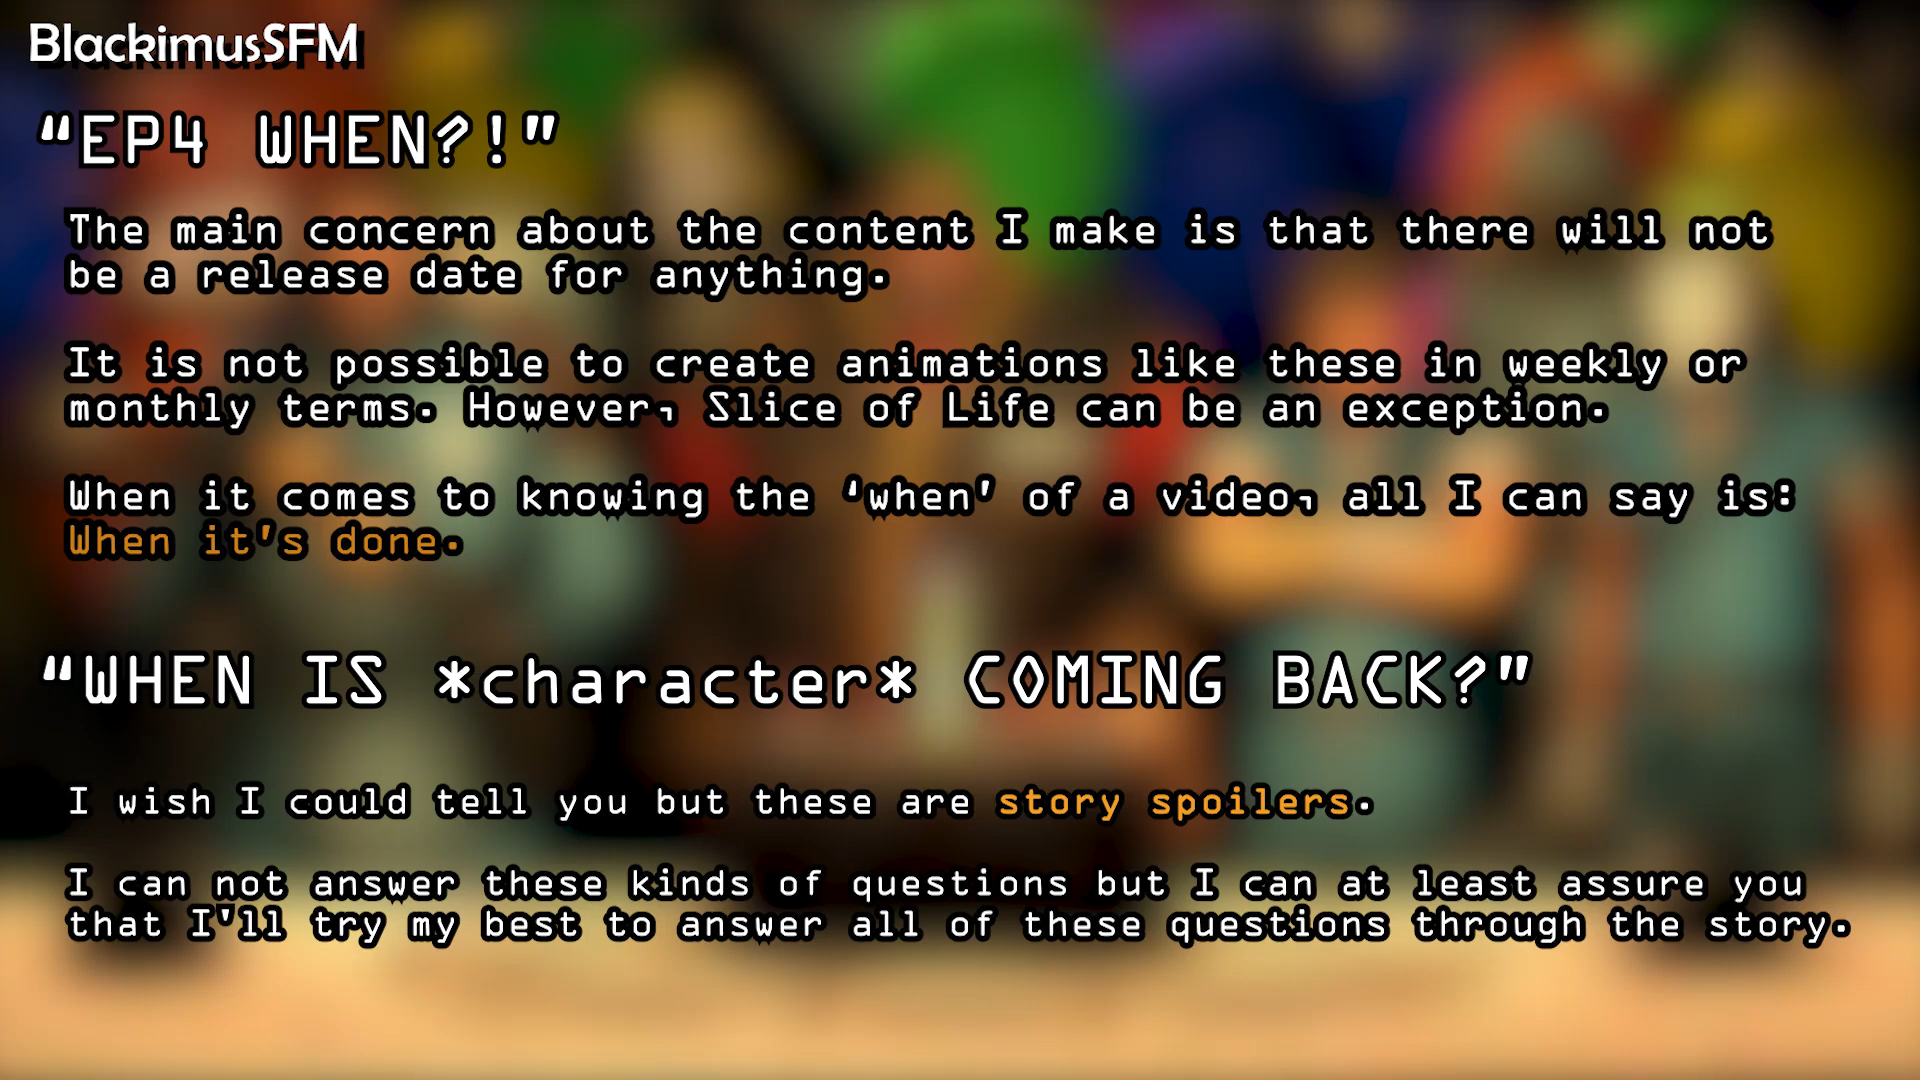 BlackimusSFM
“EP4 WHEN?!”
The main concern about the content I make is that there will not
be a release date for anything.
It is not possible to create animations like these in weekly or
monthly terms. However, Slice of Life can be an exception.
When it comes to knowing the ‘when’ of a video, all I can say is:
When it's done.
“WHEN IS *character* COMING BACK?”
I wish I could tell you but these are story spoilers.
I can not answer these kinds of questions but I can at least assure you
that I'll try my best to answer all of these questions through the story.